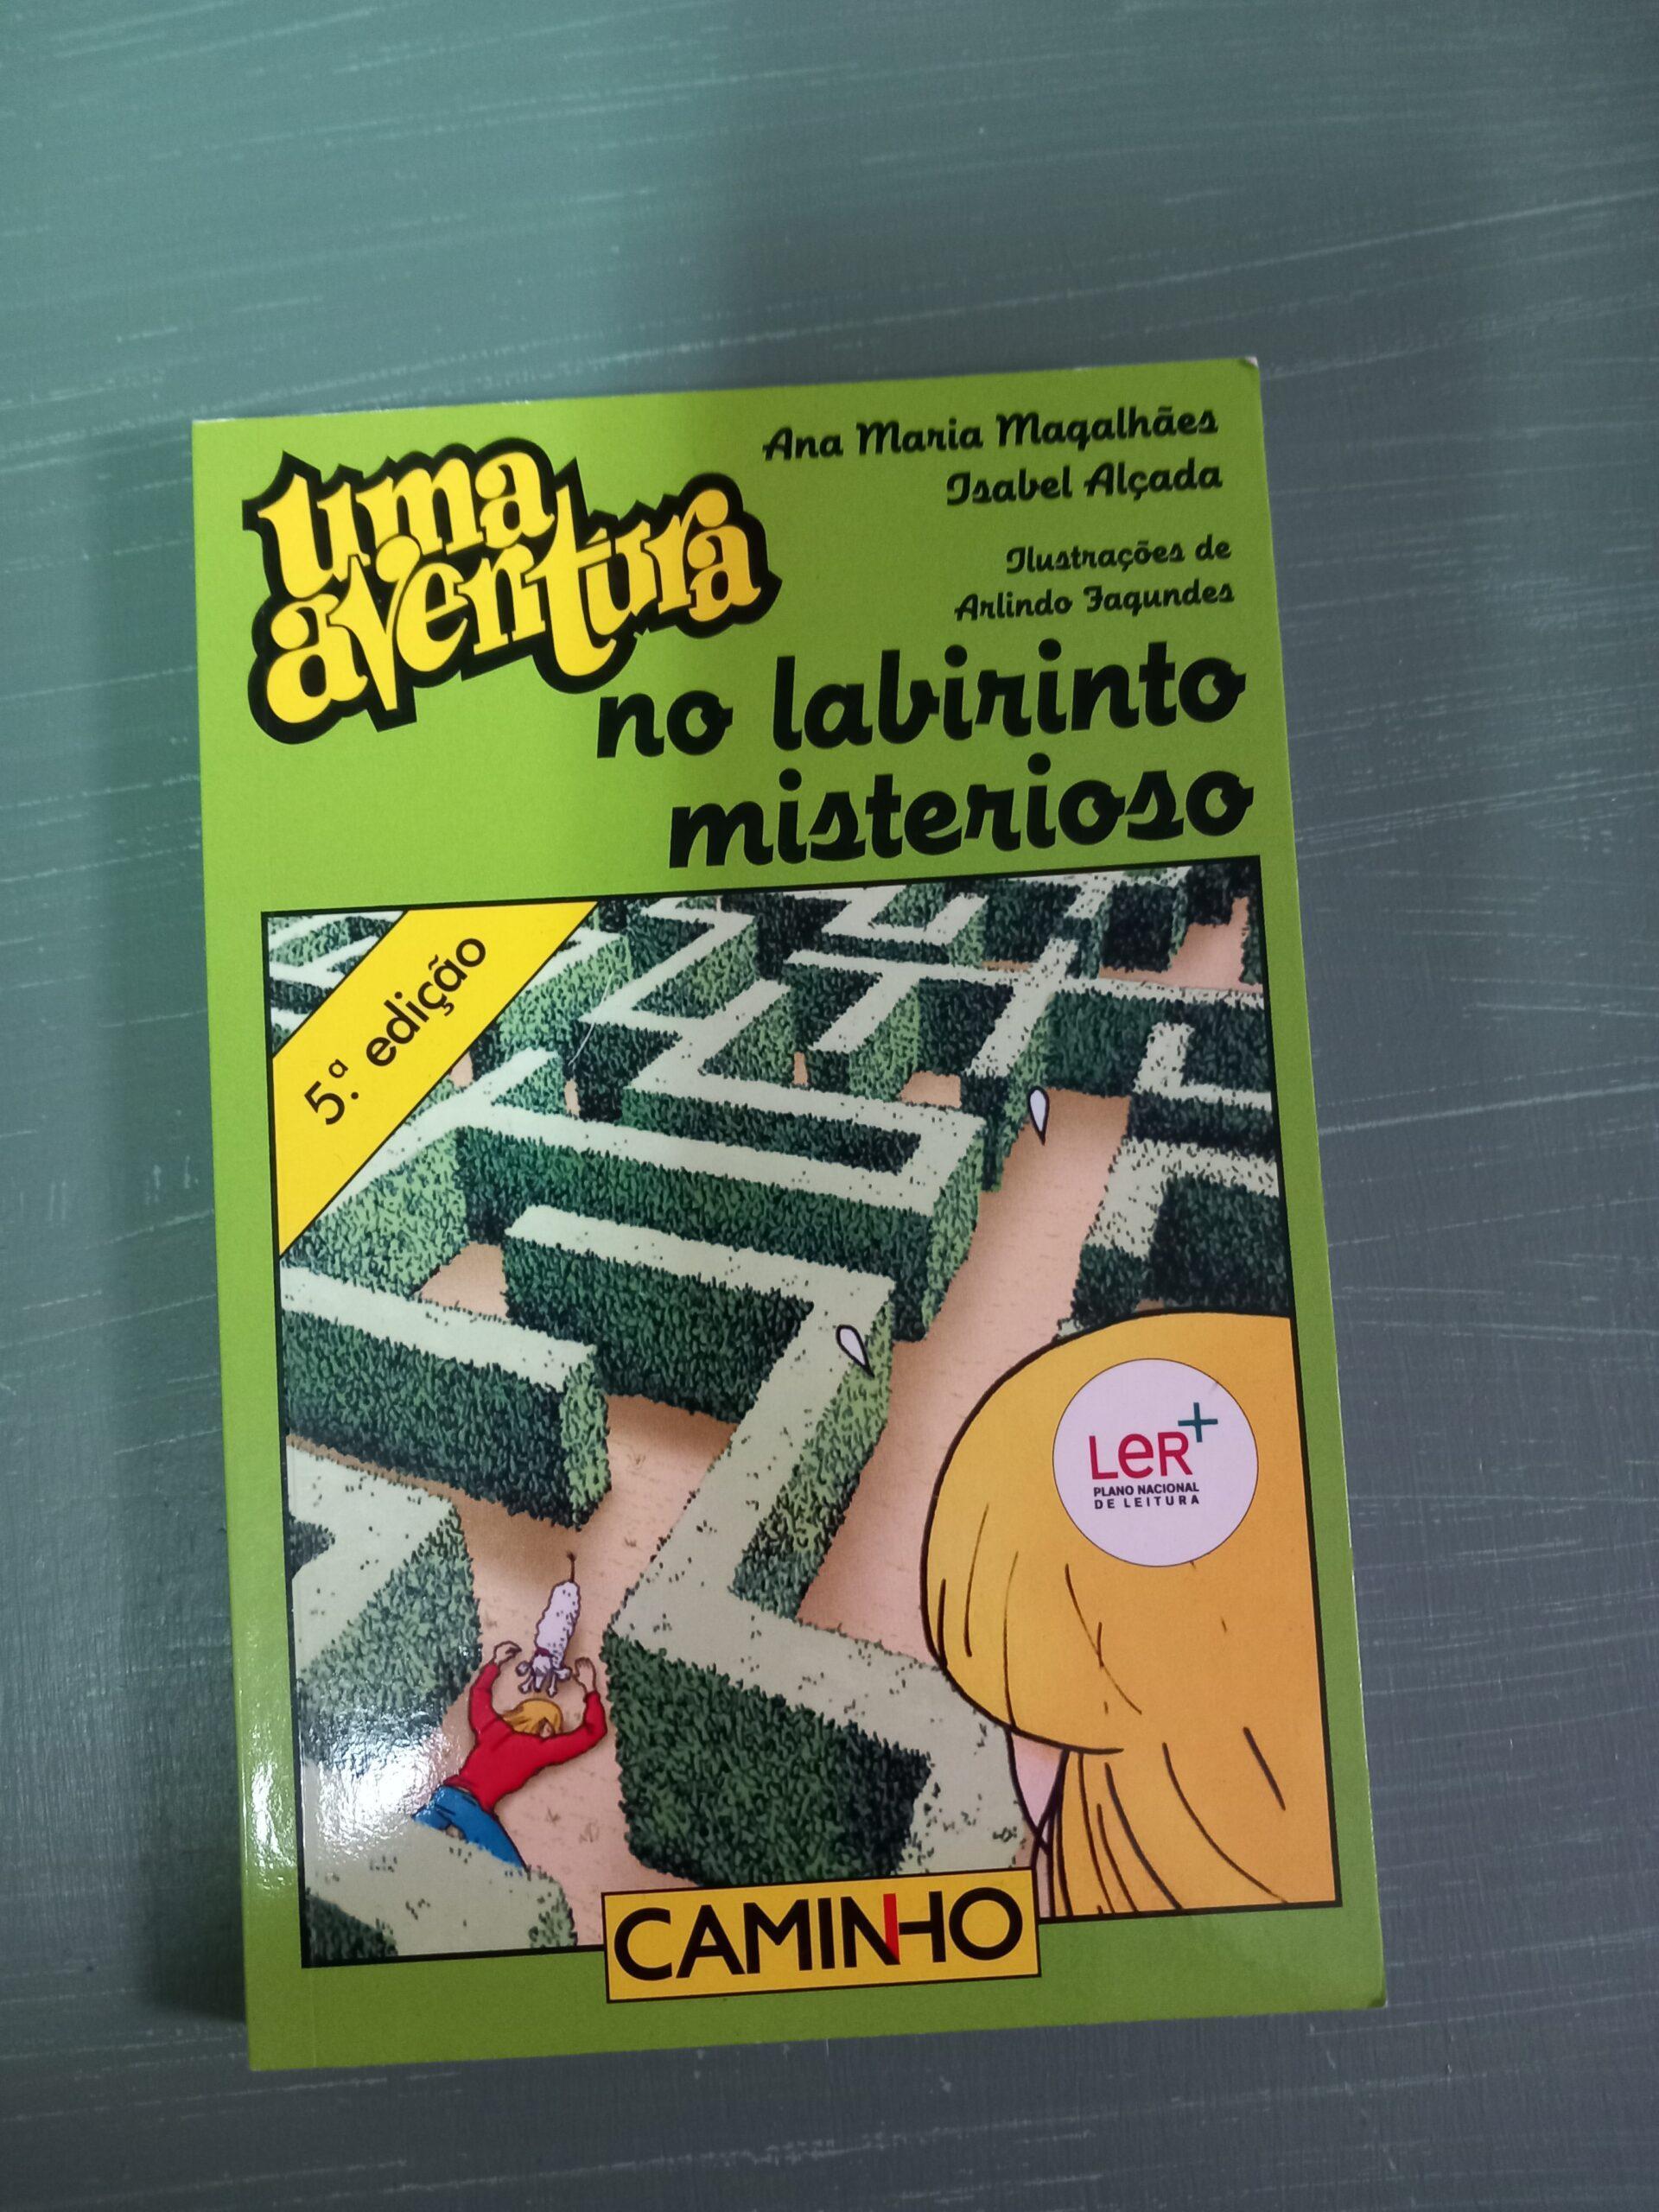 uma
aventura
Ana Maria Magalhães
Isabel Alçada
Ilustrações de
Arlindo Fagundes
no labirinto
misterioso
5.ª edição
LeR+
PLANO NACIONAL
DE LEITURA
CAMINHO